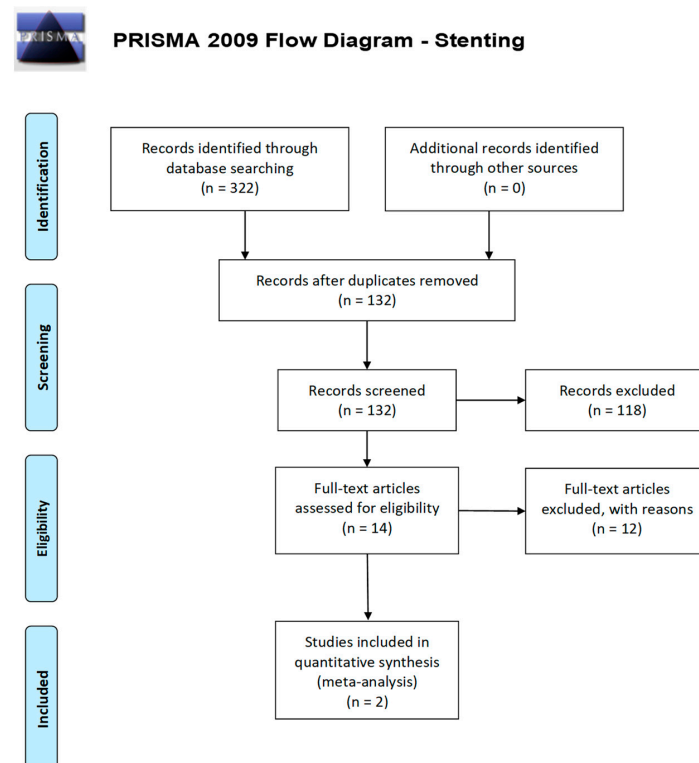 PRISMA
PRISMA 2009 Flow Diagram - Stenting
Identification
Records identified through
database searching
(n = 322)
Additional records identified
through other sources
(n = 0)
Records after duplicates removed
(n = 132)
Screening
Records screened
(n = 132)
Records excluded
(n = 118)
Eligibility
Full-text articles
assessed for eligibility
(n = 14)
Full-text articles
excluded, with reasons
(n = 12)
Included
Studies included in
quantitative synthesis
(meta-analysis)
(n = 2)